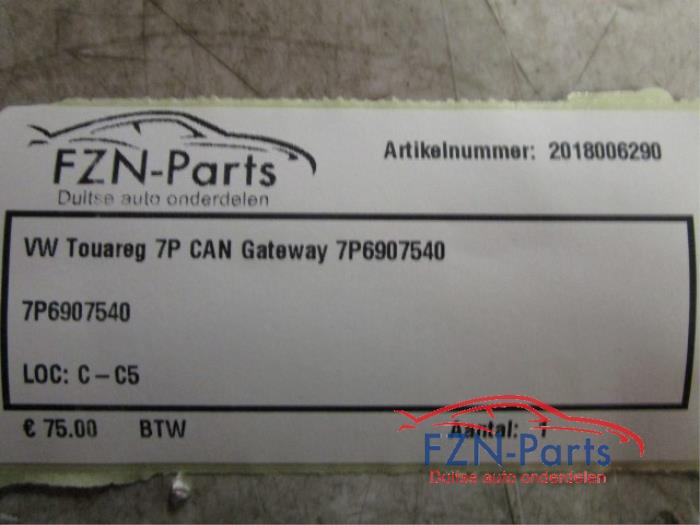 FZN-Parts
Duitse auto onderdelen
Artikelnummer: 2018006290
VW Touareg 7P CAN Gateway 7P6907540
7P6907540
LOC: C-C5
€ 75.00 BTW Aantal: 1
FZN-Parts
Duitse auto onderdelen